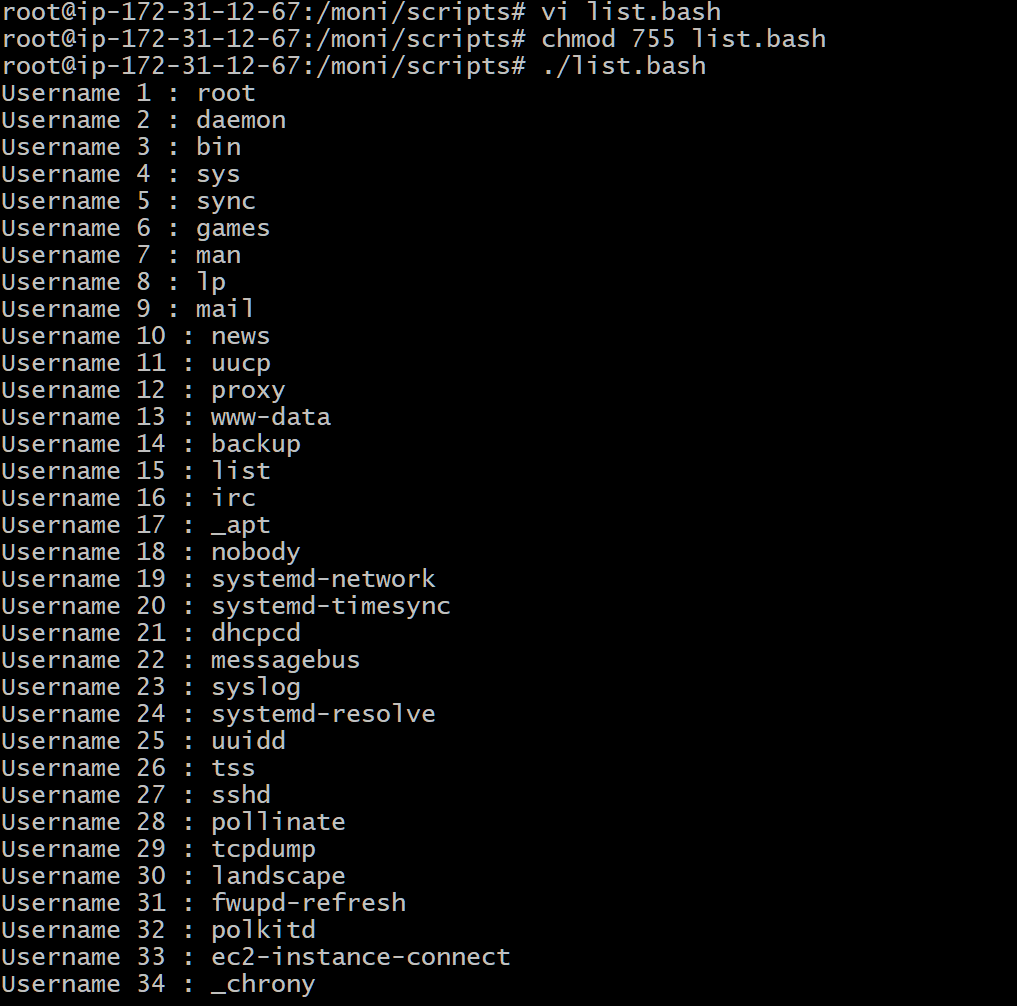 root@ip-172-31-12-67:/moni/scripts# vi list.bash
root@ip-172-31-12-67:/moni/scripts# chmod 755 list.bash
root@ip-172-31-12-67:/moni/scripts# ./list.bash
Username 1 : root
Username 2 : daemon
Username 3 : bin
Username 4 : sys
Username 5 : sync
Username 6 : games
Username 7 : man
Username 8 : lp
Username 9 : mail
Username 10 : news
Username 11 : uucp
Username 12 : proxy
Username 13 : www-data
Username 14 : backup
Username 15 : list
Username 16 : irc
Username 17 : _apt
Username 18 : nobody
Username 19 : systemd-network
Username 20 : systemd-timesync
Username 21 : dhcpcd
Username 22 : messagebus
Username 23 : syslog
Username 24 : systemd-resolve
Username 25 : uuidd
Username 26 : tss
Username 27 : sshd
Username 28 : pollinate
Username 29 : tcpdump
Username 30 : landscape
Username 31 : fwupd-refresh
Username 32 : polkitd
Username 33 : ec2-instance-connect
Username 34 : _chrony